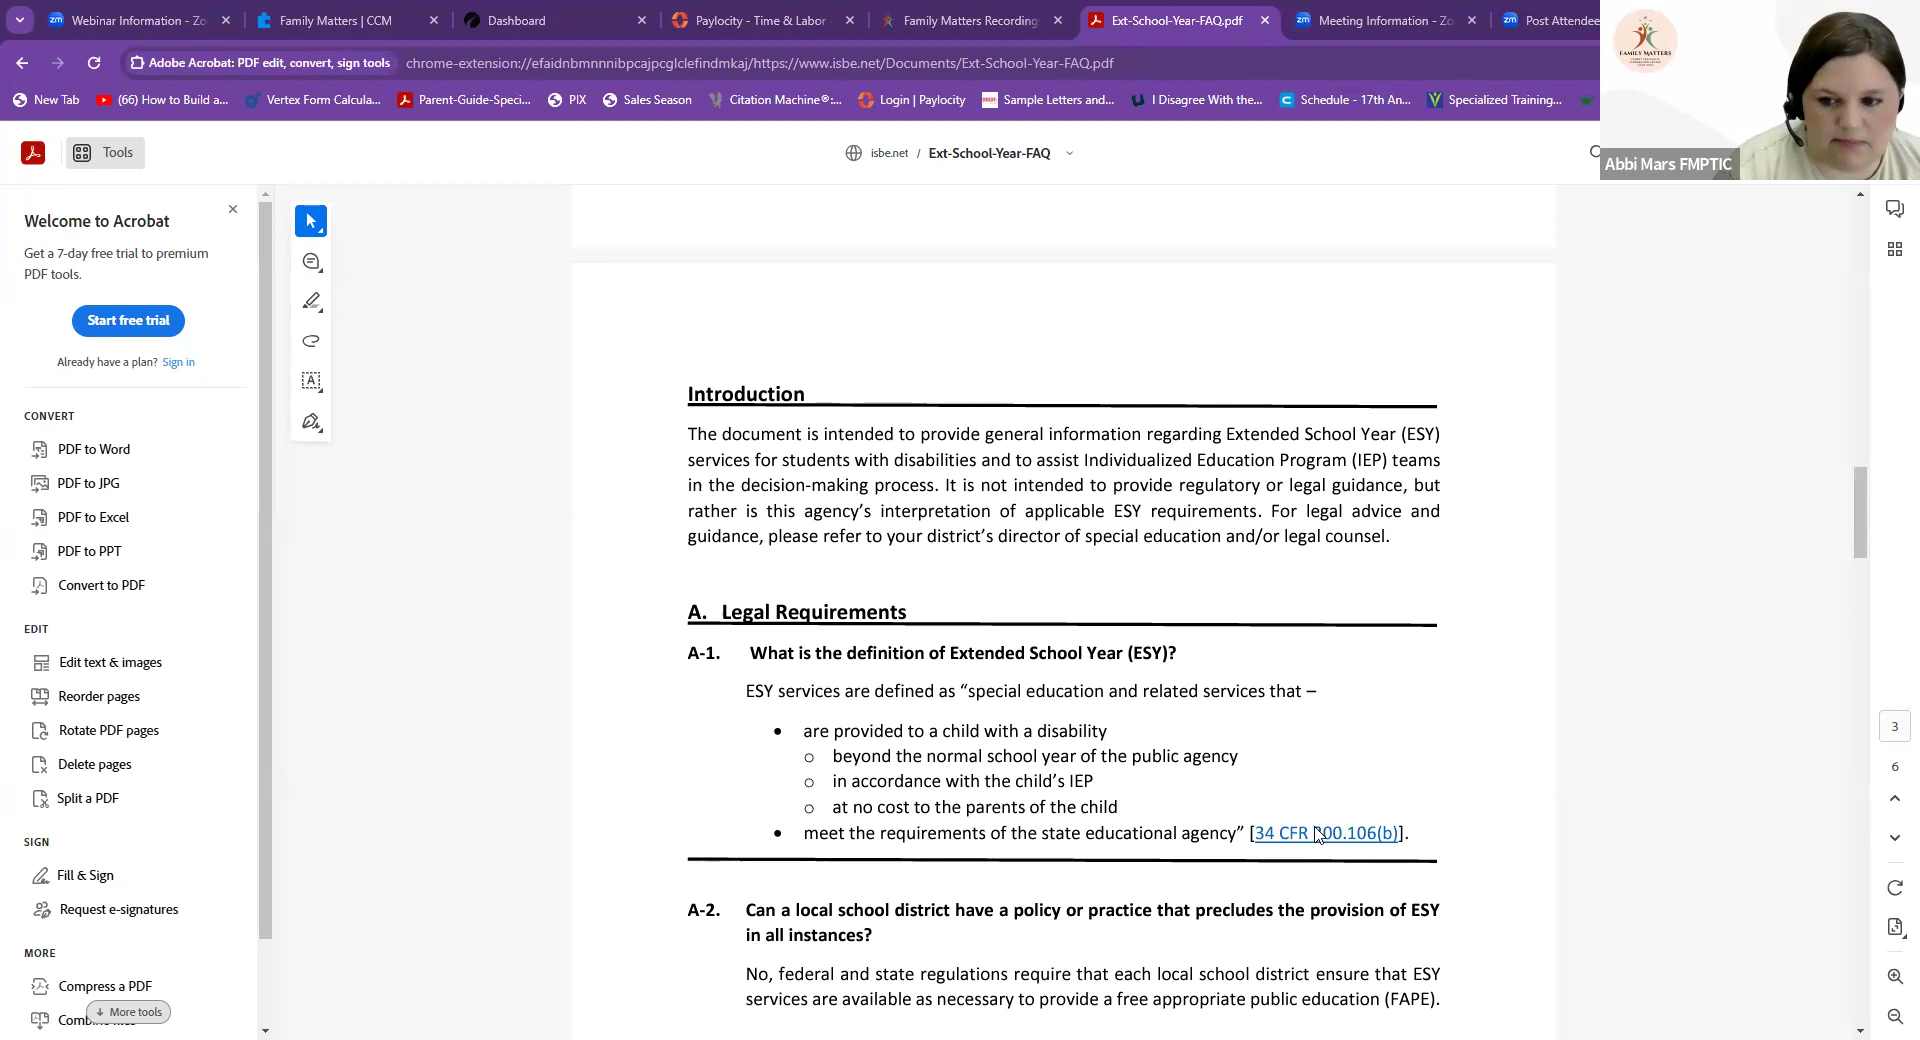 Webinar Information - Zo
Family Matters | CCM
Dashboard
Paylocity - Time & Labor
Family Matters Recording
Ext-School-Year-FAQ.pdf
Meeting Information - Zo
Post Attendee
Adobe Acrobat: PDF edit, convert, sign tools
chrome-extension://efaidnbmnnnibpcajpcglclefindmkaj/https://www.isbe.net/Documents/Ext-School-Year-FAQ.pdf
New Tab
(66) How to Build a...
Vertex Form Calcula...
Parent-Guide-Speci...
PIX
Sales Season
Citation Machine®:...
Login | Paylocity
Sample Letters and...
I Disagree With the...
Schedule - 17th An...
Specialized Training...
FAMILY MATTERS
Abbi Mars FMPTIC
Tools
isbe.net / Ext-School-Year-FAQ
Welcome to Acrobat
Get a 7-day free trial to premium
PDF tools.
Start free trial
Already have a plan? Sign in
CONVERT
PDF to Word
PDF to JPG
PDF to Excel
PDF to PPT
Convert to PDF
EDIT
Edit text & images
Reorder pages
Rotate PDF pages
Delete pages
Split a PDF
SIGN
Fill & Sign
Request e-signatures
MORE
Compress a PDF
More tools
Introduction
The document is intended to provide general information regarding Extended School Year (ESY)
services for students with disabilities and to assist Individualized Education Program (IEP) teams
in the decision-making process. It is not intended to provide regulatory or legal guidance, but
rather is this agency's interpretation of applicable ESY requirements. For legal advice and
guidance, please refer to your district's director of special education and/or legal counsel.
A. Legal Requirements
A-1. What is the definition of Extended School Year (ESY)?
ESY services are defined as “special education and related services that –
• are provided to a child with a disability
o beyond the normal school year of the public agency
o in accordance with the child's IEP
o at no cost to the parents of the child
• meet the requirements of the state educational agency” [34 CFR 300.106(b)].
A-2. Can a local school district have a policy or practice that precludes the provision of ESY
in all instances?
No, federal and state regulations require that each local school district ensure that ESY
services are available as necessary to provide a free appropriate public education (FAPE).
3
6